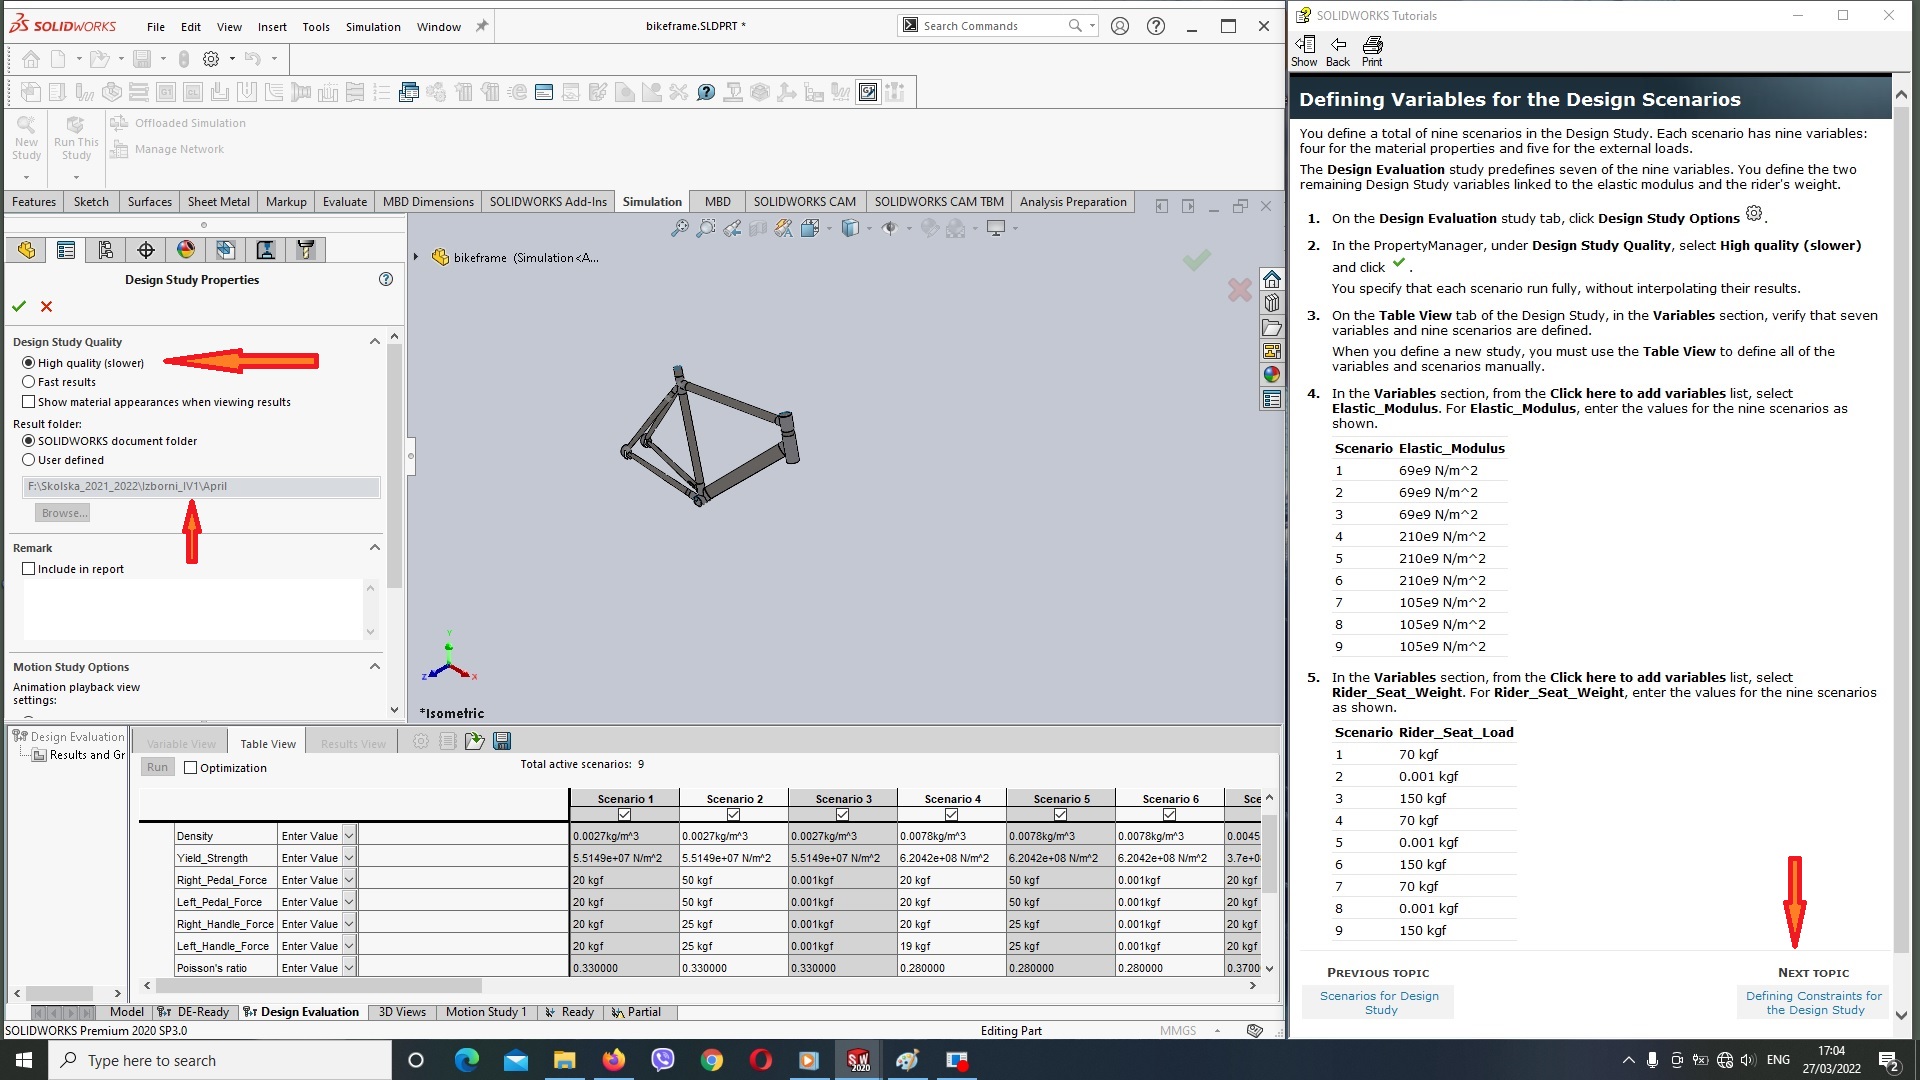 SOLIDWORKS
File Edit View Insert Tools Simulation Window
bikeframe.SLDPRT *
Search Commands
New Study
Run This Study
Offloaded Simulation
Manage Network
Features Sketch Surfaces Sheet Metal Markup Evaluate MBD Dimensions SOLIDWORKS Add-Ins Simulation MBD SOLIDWORKS CAM SOLIDWORKS CAM TBM Analysis Preparation
Design Study Properties
Design Study Quality
High quality (slower)
Fast results
Show material appearances when viewing results
Result folder:
SOLIDWORKS document folder
User defined
F:\Skolska_2021_2022\Izborni_IV1\April
Browse...
Remark
Include in report
Motion Study Options
Animation playback view
settings:
bikeframe (Simulation<A...
Y
Z
X
*Isometric
Design Evaluation
Results and Gr
Variable View Table View Results View
Run Optimization
Total active scenarios: 9
Scenario 1 Scenario 2 Scenario 3 Scenario 4 Scenario 5 Scenario 6 Sce
Density Enter Value 0.0027kg/m^3 0.0027kg/m^3 0.0027kg/m^3 0.0078kg/m^3 0.0078kg/m^3 0.0078kg/m^3 0.0045
Yield_Strength Enter Value 5.5149e+07 N/m^2 5.5149e+07 N/m^2 5.5149e+07 N/m^2 6.2042e+08 N/m^2 6.2042e+08 N/m^2 6.2042e+08 N/m^2 3.7e+0
Right_Pedal_Force Enter Value 20 kgf 50 kgf 0.001kgf 20 kgf 50 kgf 0.001kgf 20 kgf
Left_Pedal_Force Enter Value 20 kgf 50 kgf 0.001kgf 20 kgf 50 kgf 0.001kgf 20 kgf
Right_Handle_Force Enter Value 20 kgf 25 kgf 0.001kgf 20 kgf 25 kgf 0.001kgf 20 kgf
Left_Handle_Force Enter Value 20 kgf 25 kgf 0.001kgf 19 kgf 25 kgf 0.001kgf 20 kgf
Poisson's ratio Enter Value 0.330000 0.330000 0.330000 0.280000 0.280000 0.280000 0.3700
Model DE-Ready Design Evaluation 3D Views Motion Study 1 Ready Partial
SOLIDWORKS Premium 2020 SP3.0
Editing Part
MMGS
SOLIDWORKS Tutorials
Show Back Print
Defining Variables for the Design Scenarios
You define a total of nine scenarios in the Design Study. Each scenario has nine variables:
four for the material properties and five for the external loads.
The Design Evaluation study predefines seven of the nine variables. You define the two
remaining Design Study variables linked to the elastic modulus and the rider's weight.
1. On the Design Evaluation study tab, click Design Study Options .
2. In the PropertyManager, under Design Study Quality, select High quality (slower)
and click .
You specify that each scenario run fully, without interpolating their results.
3. On the Table View tab of the Design Study, in the Variables section, verify that seven
variables and nine scenarios are defined.
When you define a new study, you must use the Table View to define all of the
variables and scenarios manually.
4. In the Variables section, from the Click here to add variables list, select
Elastic_Modulus. For Elastic_Modulus, enter the values for the nine scenarios as
shown.
Scenario Elastic_Modulus
1 69e9 N/m^2
2 69e9 N/m^2
3 69e9 N/m^2
4 210e9 N/m^2
5 210e9 N/m^2
6 210e9 N/m^2
7 105e9 N/m^2
8 105e9 N/m^2
9 105e9 N/m^2
5. In the Variables section, from the Click here to add variables list, select
Rider_Seat_Weight. For Rider_Seat_Weight, enter the values for the nine scenarios
as shown.
Scenario Rider_Seat_Load
1 70 kgf
2 0.001 kgf
3 150 kgf
4 70 kgf
5 0.001 kgf
6 150 kgf
7 70 kgf
8 0.001 kgf
9 150 kgf
PREVIOUS TOPIC
Scenarios for Design
Study
NEXT TOPIC
Defining Constraints for
the Design Study
Type here to search
SW
2020
ENG
17:04
27/03/2022
2